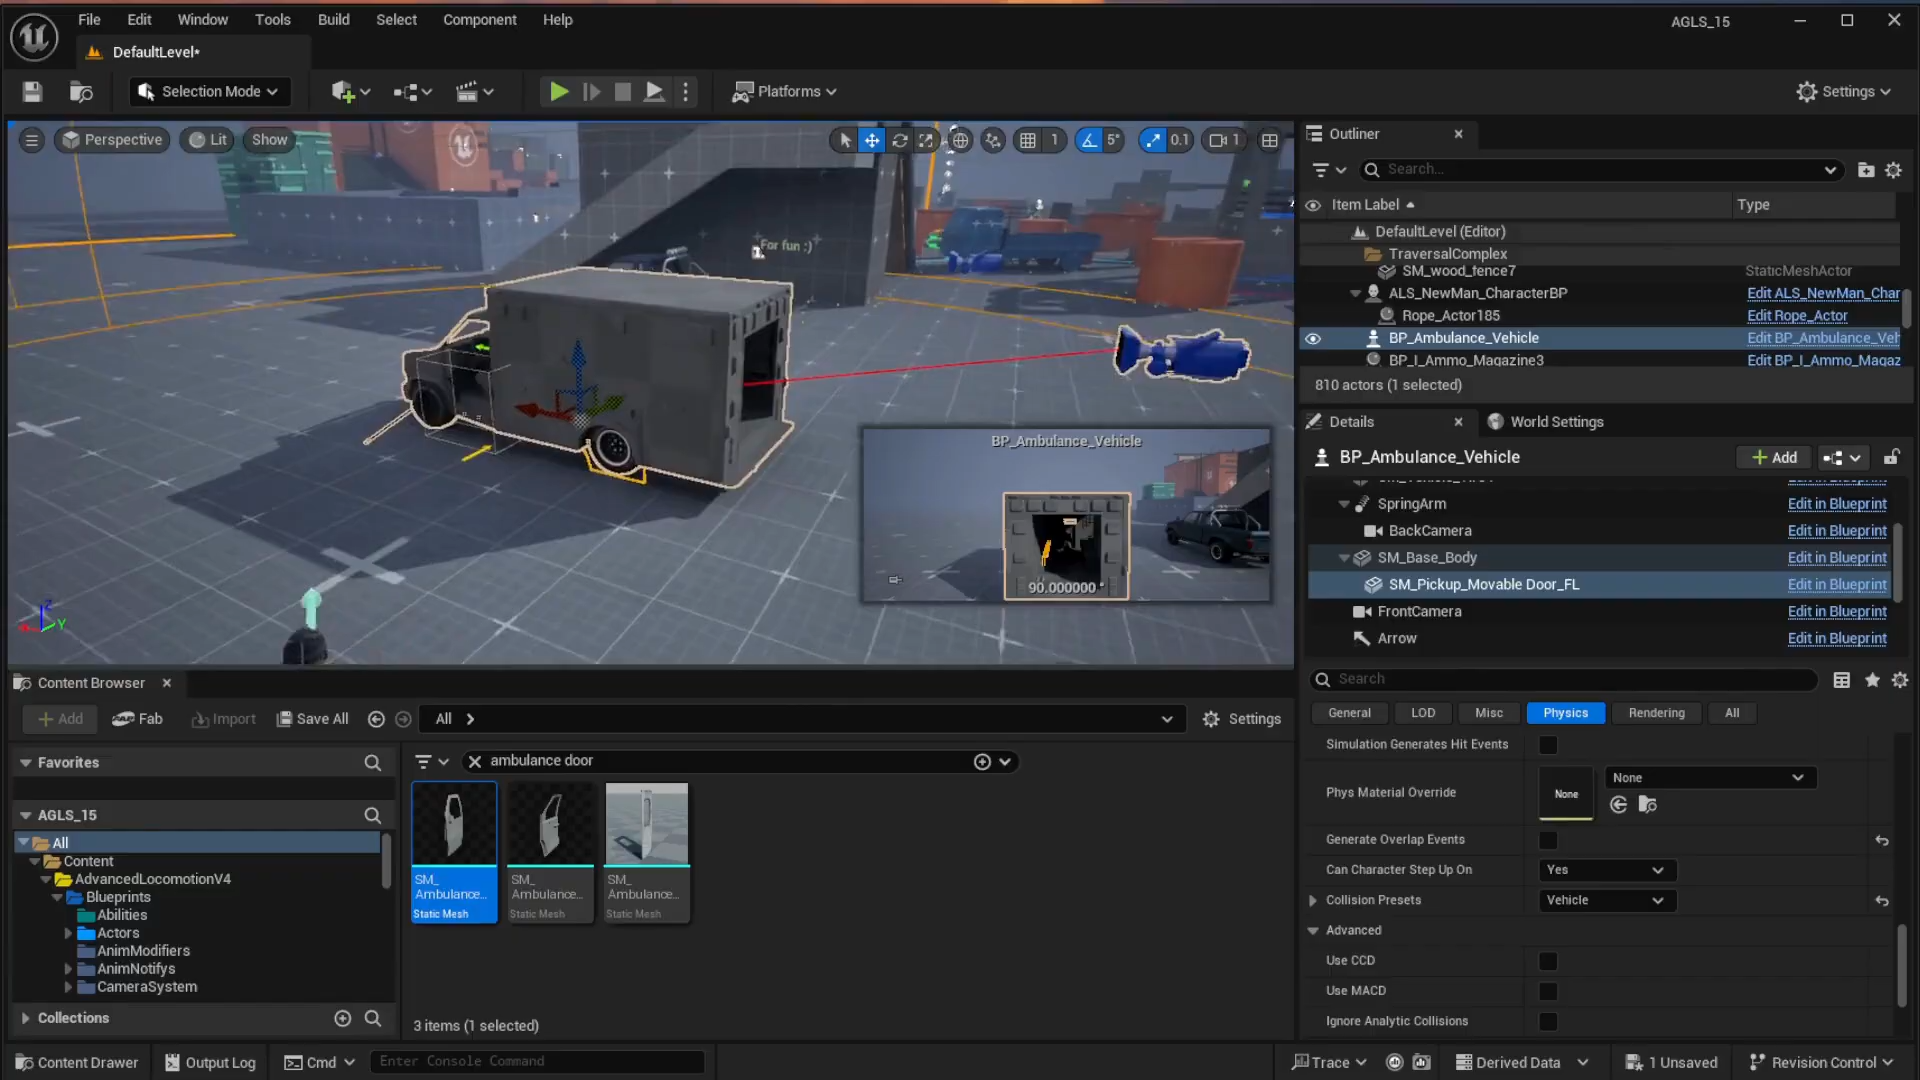 File Edit Window Tools Build Select Component Help
AGLS_15
DefaultLevel*
Selection Mode
Platforms
Settings
Perspective
Lit
Show
1
5°
0.1
1
For fun :)
BP_Ambulance_Vehicle
90.000000 °
Z
Y
Outliner
Search...
Item Label
Type
DefaultLevel (Editor)
TraversalComplex
SM_wood_fence7 StaticMeshActor
ALS_NewMan_CharacterBP Edit ALS_NewMan_Char
Rope_Actor185 Edit Rope_Actor
BP_Ambulance_Vehicle Edit BP_Ambulance_Veh
BP_I_Ammo_Magazine3 Edit BP_I_Ammo_Magaz
810 actors (1 selected)
Details
World Settings
BP_Ambulance_Vehicle
Add
SpringArm Edit in Blueprint
BackCamera Edit in Blueprint
SM_Base_Body Edit in Blueprint
SM_Pickup_Movable Door_FL Edit in Blueprint
FrontCamera Edit in Blueprint
Arrow Edit in Blueprint
Search
General LOD Misc Physics Rendering All
Simulation Generates Hit Events
Phys Material Override
None
None
Generate Overlap Events
Can Character Step Up On Yes
Collision Presets Vehicle
Advanced
Use CCD
Use MACD
Ignore Analytic Collisions
Content Browser
Add
Fab
Import
Save All
All
Settings
Favorites
AGLS_15
All
Content
AdvancedLocomotionV4
Blueprints
Abilities
Actors
AnimModifiers
AnimNotifys
CameraSystem
Collections
ambulance door
SM_
Ambulance...
Static Mesh
SM_
Ambulance...
Static Mesh
SM_
Ambulance...
Static Mesh
3 items (1 selected)
Content Drawer
Output Log
Cmd
Enter Console Command
Trace
Derived Data
1 Unsaved
Revision Control